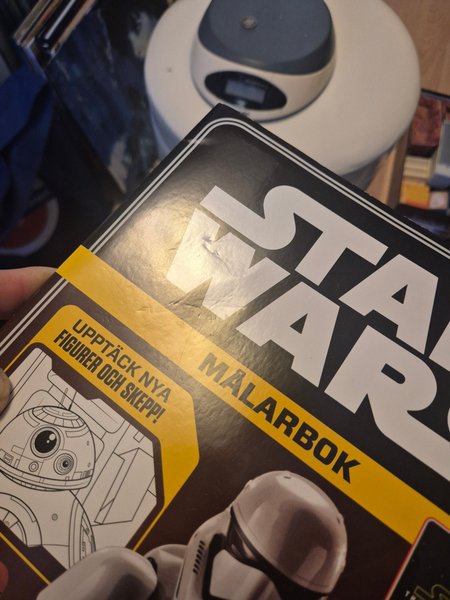 STAR
WARS
MÅLARBOK
UPPTÄCK NYA
FIGURER OCH SKEPP!